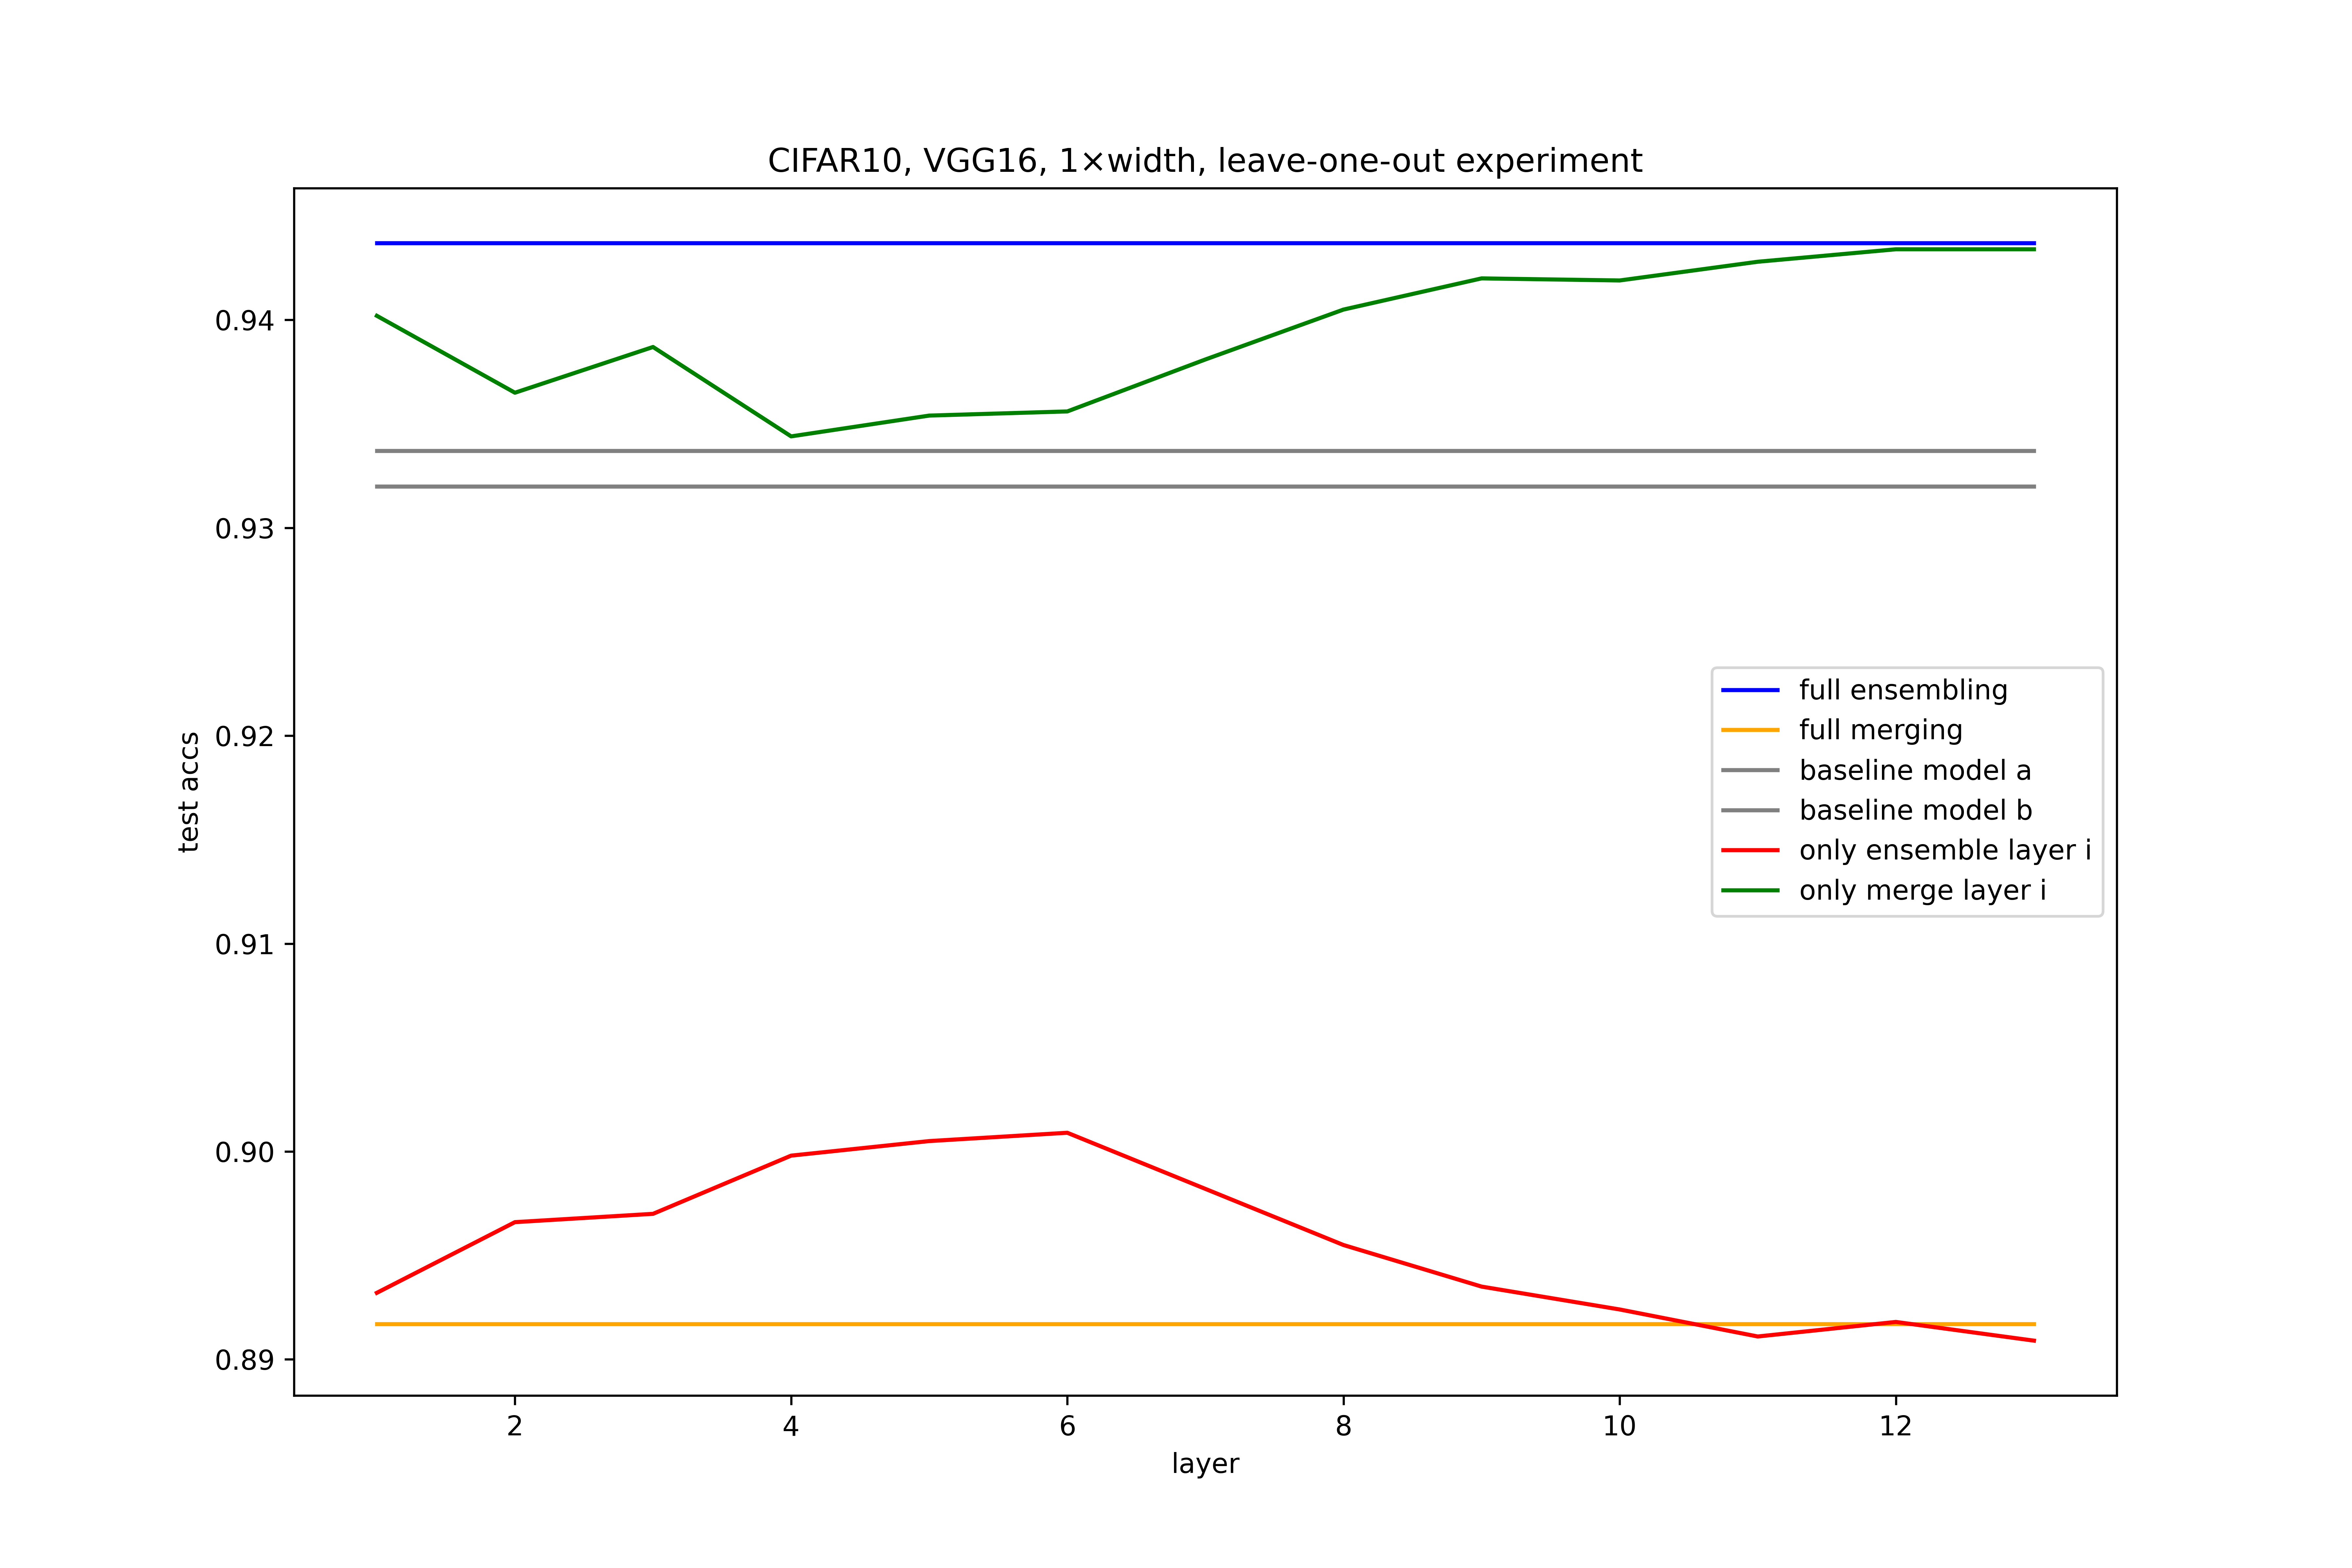 CIFAR10, VGG16, 1×width, leave-one-out experiment
0.94
0.93
0.92
0.91
0.90
0.89
test accs
full ensembling
full merging
baseline model a
baseline model b
only ensemble layer i
only merge layer i
2 4 6 8 10 12
layer